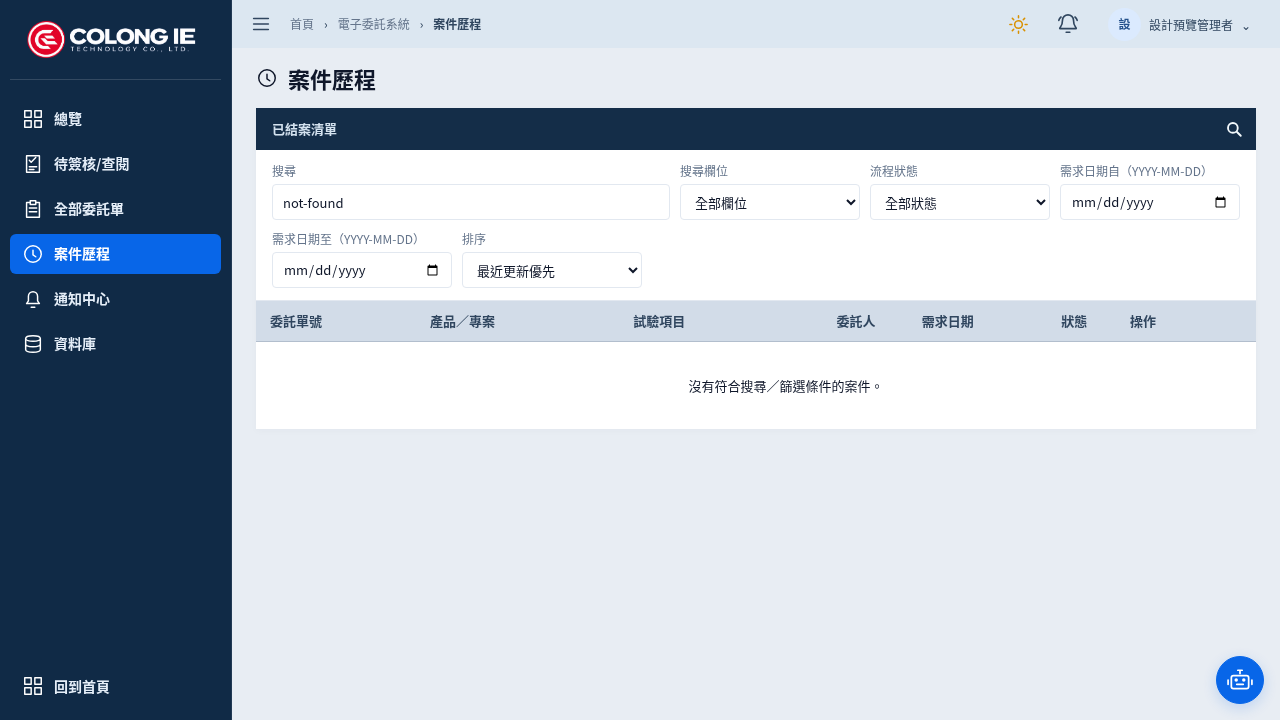 COLONG IE
TECHNOLOGY CO., LTD.
總覽
待簽核/查閱
全部委託單
案件歷程
通知中心
資料庫
回到首頁
首頁 › 電子委託系統 › 案件歷程
設 設計預覽管理者
案件歷程
已結案清單
搜尋 搜尋欄位 流程狀態 需求日期自（YYYY-MM-DD）
not-found 全部欄位 全部狀態 mm/dd/yyyy
需求日期至（YYYY-MM-DD） 排序
mm/dd/yyyy 最近更新優先
委託單號 產品／專案 試驗項目 委託人 需求日期 狀態 操作
沒有符合搜尋／篩選條件的案件。